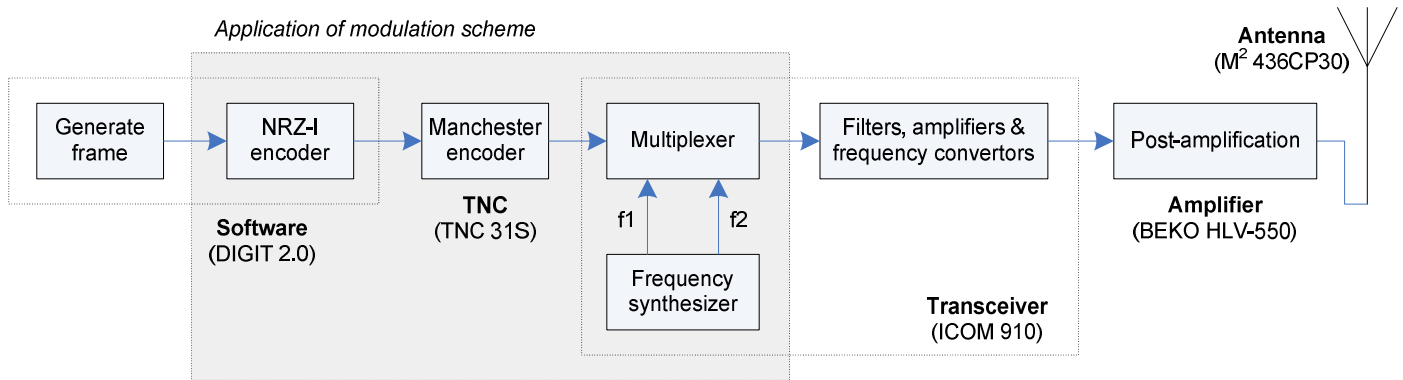 Application of modulation scheme
Antenna
(M² 436CP30)
Generate
frame
NRZ-I
encoder
Manchester
encoder
Multiplexer
Filters, amplifiers &
frequency convertors
Post-amplification
Software
(DIGIT 2.0)
TNC
(TNC 31S)
f1
f2
Amplifier
(BEKO HLV-550)
Frequency
synthesizer
Transceiver
(ICOM 910)